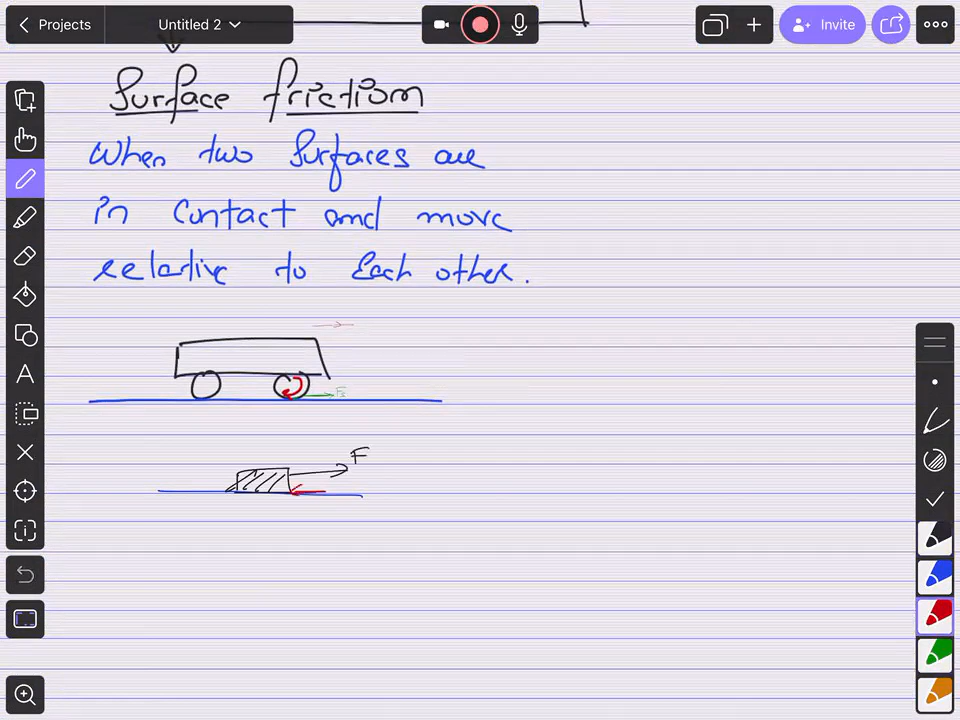 Projects
Untitled 2
Invite
Surface friction
When two Surfaces are
in Contact and move
relative to Each other.
F